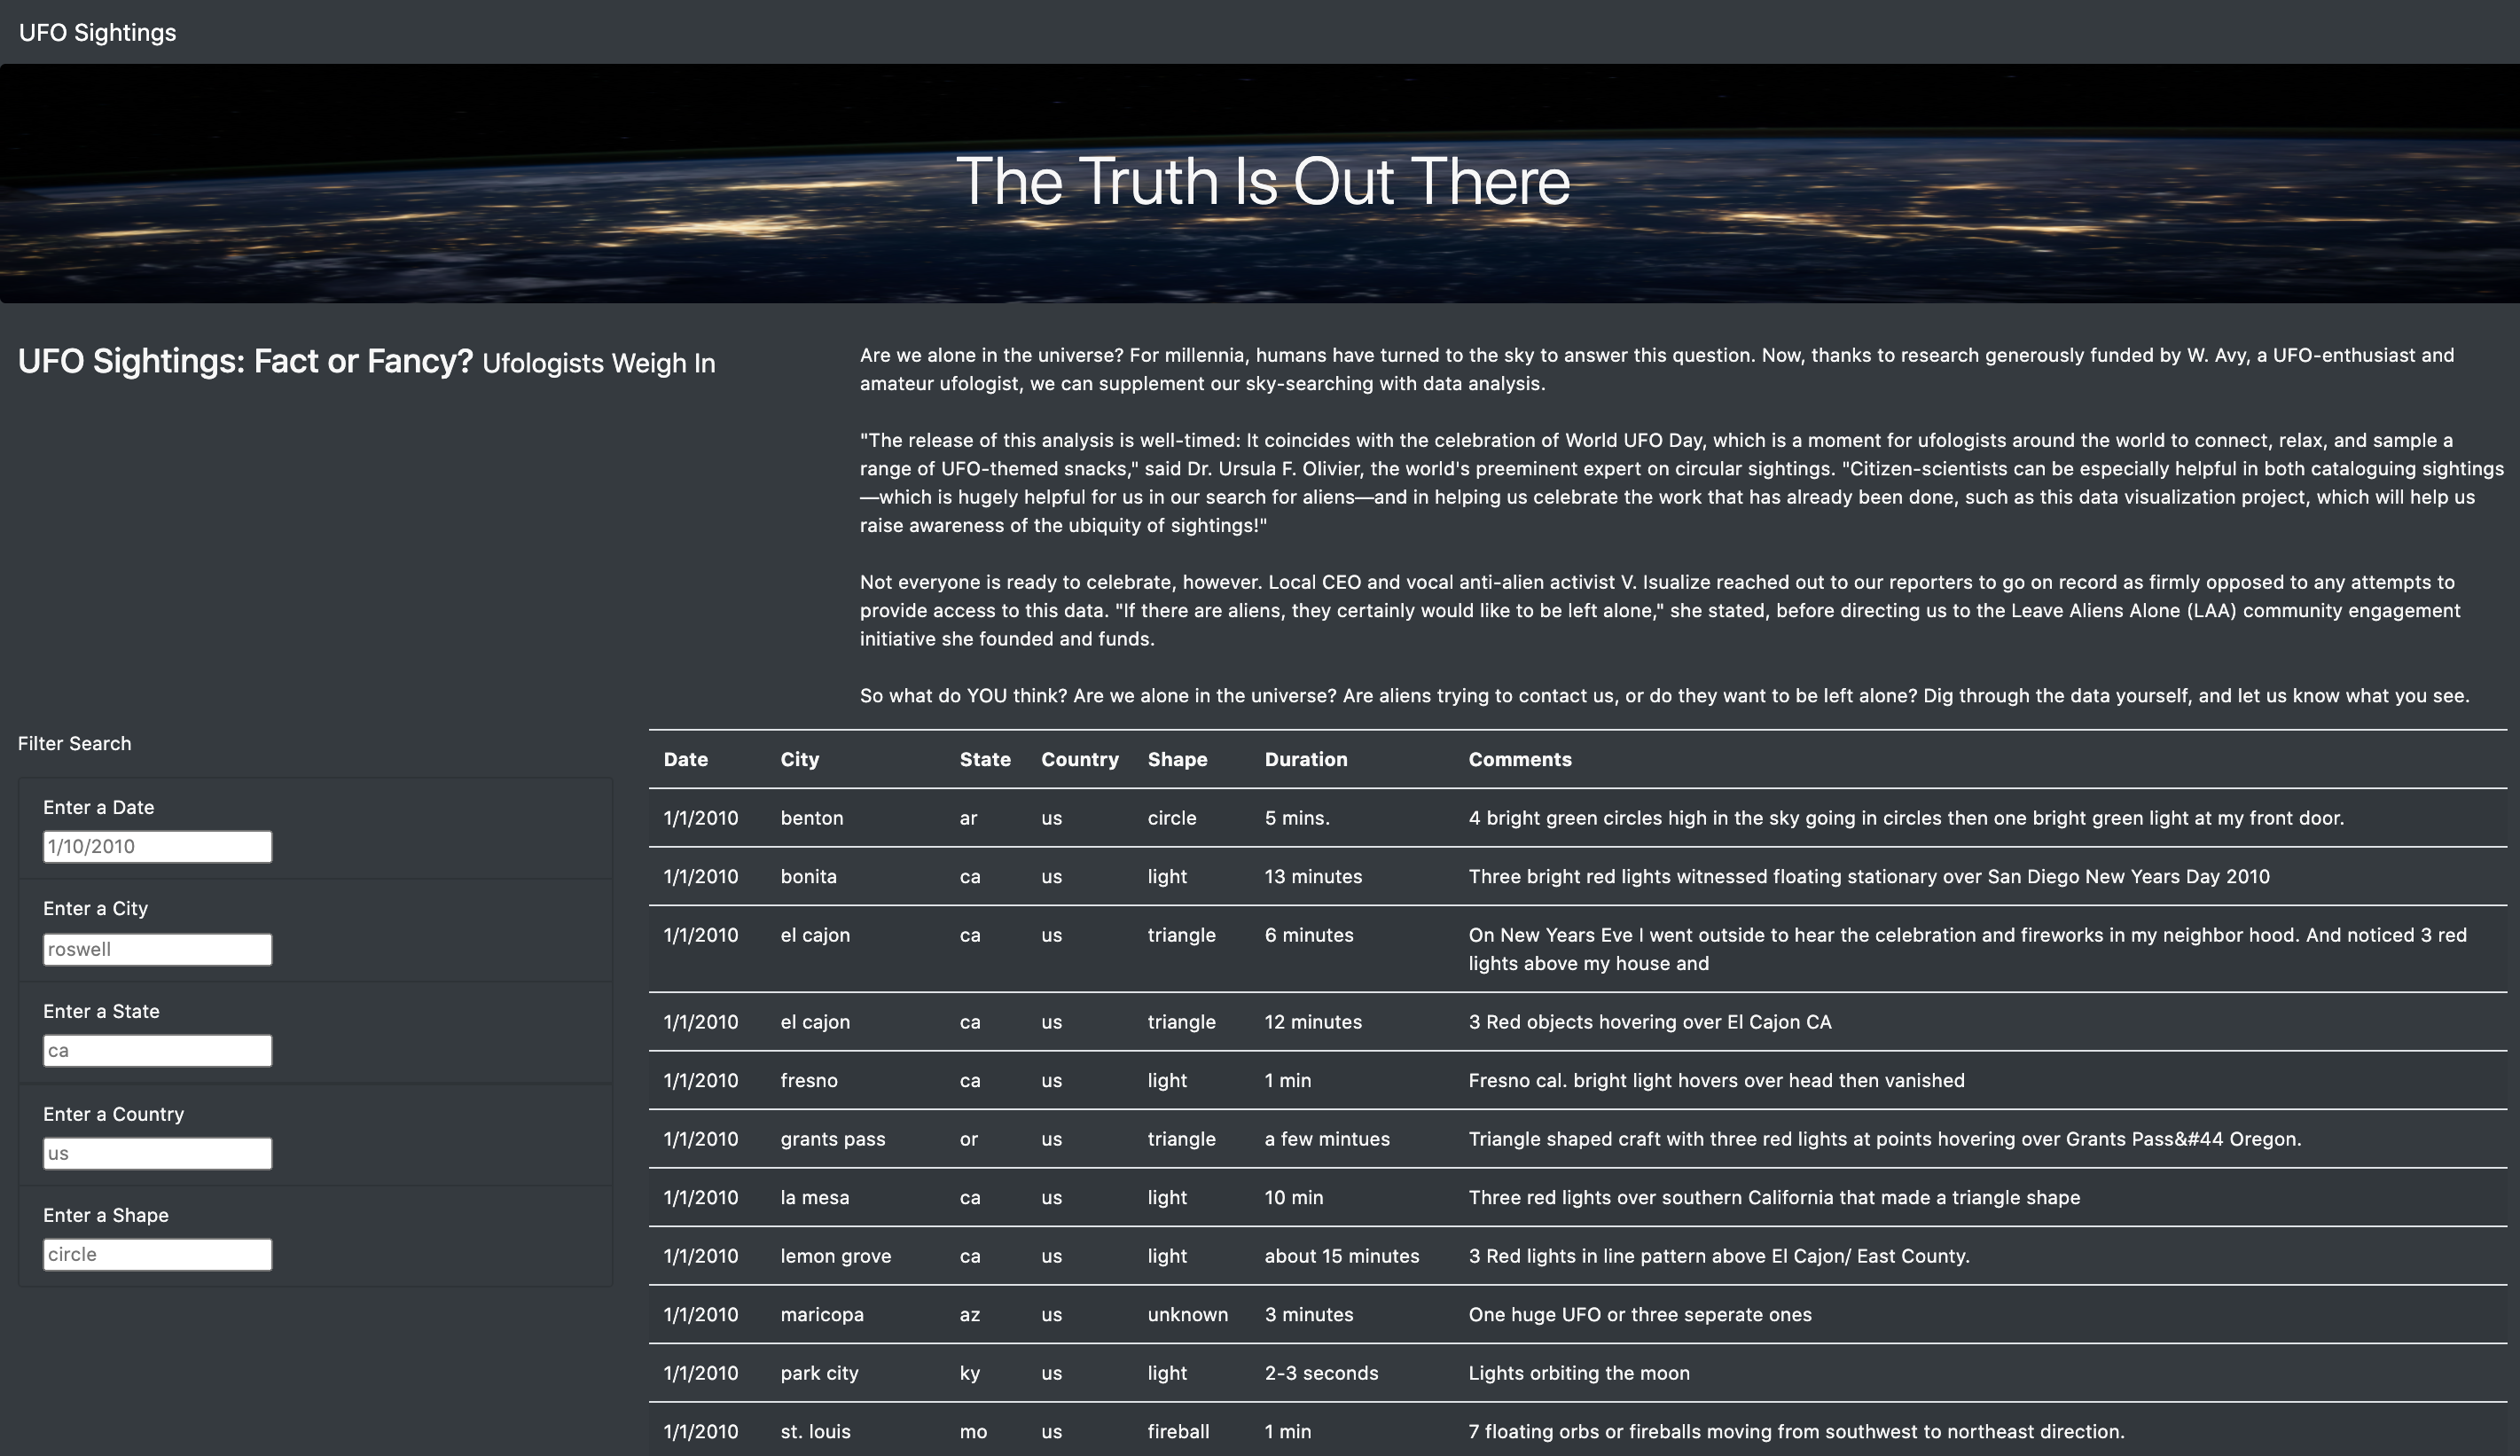 UFO Sightings
The Truth Is Out There
UFO Sightings: Fact or Fancy? Ufologists Weigh In
Are we alone in the universe? For millennia, humans have turned to the sky to answer this question. Now, thanks to research generously funded by W. Avy, a UFO-enthusiast and
amateur ufologist, we can supplement our sky-searching with data analysis.
"The release of this analysis is well-timed: It coincides with the celebration of World UFO Day, which is a moment for ufologists around the world to connect, relax, and sample a
range of UFO-themed snacks," said Dr. Ursula F. Olivier, the world's preeminent expert on circular sightings. "Citizen-scientists can be especially helpful in both cataloguing sightings
—which is hugely helpful for us in our search for aliens—and in helping us celebrate the work that has already been done, such as this data visualization project, which will help us
raise awareness of the ubiquity of sightings!"
Not everyone is ready to celebrate, however. Local CEO and vocal anti-alien activist V. Isualize reached out to our reporters to go on record as firmly opposed to any attempts to
provide access to this data. "If there are aliens, they certainly would like to be left alone," she stated, before directing us to the Leave Aliens Alone (LAA) community engagement
initiative she founded and funds.
So what do YOU think? Are we alone in the universe? Are aliens trying to contact us, or do they want to be left alone? Dig through the data yourself, and let us know what you see.
Filter Search
Enter a Date
1/10/2010
Enter a City
roswell
Enter a State
ca
Enter a Country
us
Enter a Shape
circle
Date City State Country Shape Duration Comments
1/1/2010 benton ar us circle 5 mins. 4 bright green circles high in the sky going in circles then one bright green light at my front door.
1/1/2010 bonita ca us light 13 minutes Three bright red lights witnessed floating stationary over San Diego New Years Day 2010
1/1/2010 el cajon ca us triangle 6 minutes On New Years Eve I went outside to hear the celebration and fireworks in my neighbor hood. And noticed 3 red
lights above my house and
1/1/2010 el cajon ca us triangle 12 minutes 3 Red objects hovering over El Cajon CA
1/1/2010 fresno ca us light 1 min Fresno cal. bright light hovers over head then vanished
1/1/2010 grants pass or us triangle a few mintues Triangle shaped craft with three red lights at points hovering over Grants Pass&#44 Oregon.
1/1/2010 la mesa ca us light 10 min Three red lights over southern California that made a triangle shape
1/1/2010 lemon grove ca us light about 15 minutes 3 Red lights in line pattern above El Cajon/ East County.
1/1/2010 maricopa az us unknown 3 minutes One huge UFO or three seperate ones
1/1/2010 park city ky us light 2-3 seconds Lights orbiting the moon
1/1/2010 st. louis mo us fireball 1 min 7 floating orbs or fireballs moving from southwest to northeast direction.